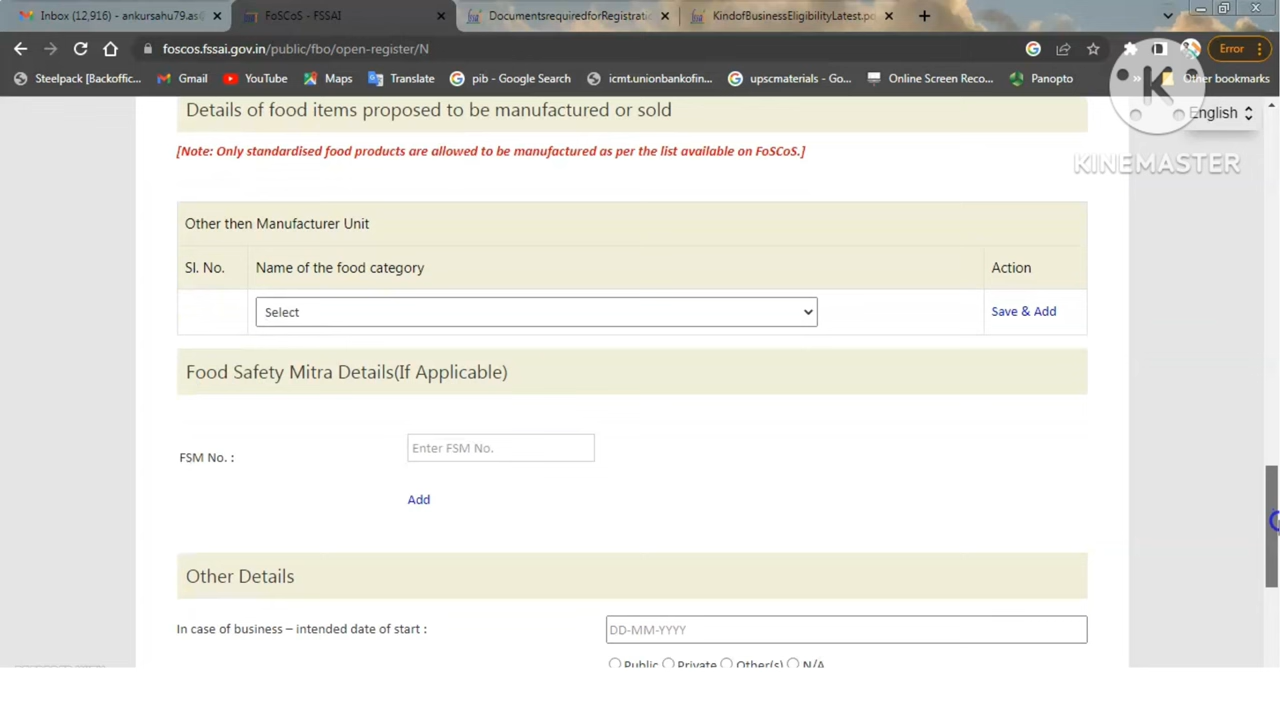 Inbox (12,916) - ankursahu79.as@
FoSCoS - FSSAI
DocumentsrequiredforRegistrati
KindofBusinessEligibilityLatest.po
foscos.fssai.gov.in/public/fbo/open-register/N
Error
Steelpack [Backoffic...
Gmail
YouTube
Maps
Translate
pib - Google Search
icmt.unionbankofin...
upscmaterials - Go...
Online Screen Reco...
Panopto
Other bookmarks
K
KINEMASTER
English
Details of food items proposed to be manufactured or sold
[Note: Only standardised food products are allowed to be manufactured as per the list available on FoSCoS.]
Other then Manufacturer Unit
Sl. No. Name of the food category Action
Select Save & Add
Food Safety Mitra Details(If Applicable)
FSM No. : Enter FSM No.
Add
Other Details
In case of business – intended date of start : DD-MM-YYYY
Public Private Other(s) N/A